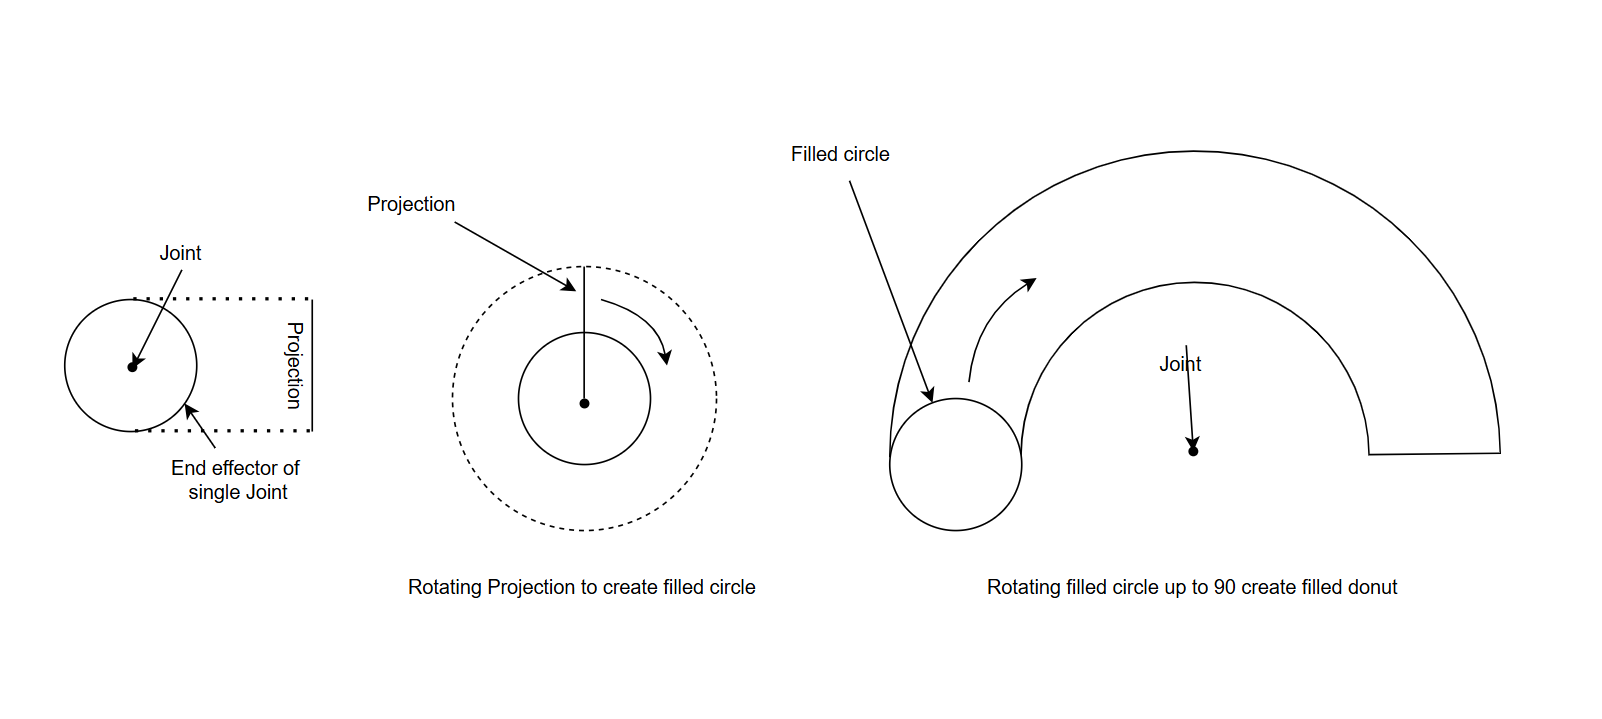 Joint
Projection
End effector of
single Joint
Projection
Rotating Projection to create filled circle
Filled circle
Joint
Rotating filled circle up to 90 create filled donut